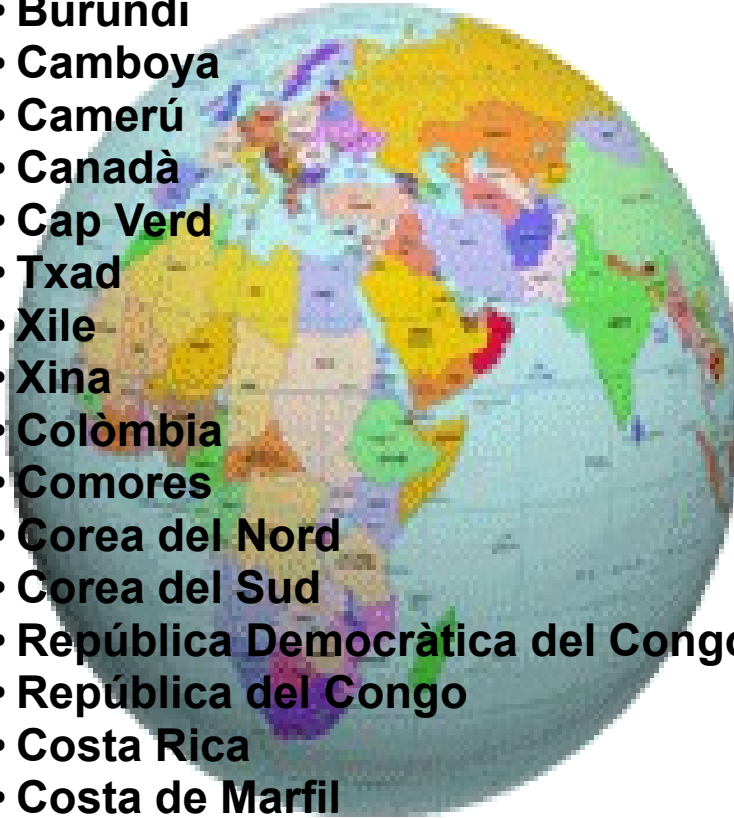 • Burundi
• Camboya
• Camerú
• Canadà
• Cap Verd
• Txad
• Xile
• Xina
• Colòmbia
• Comores
• Corea del Nord
• Corea del Sud
• República Democràtica del Congo
• República del Congo
• Costa Rica
• Costa de Marfil